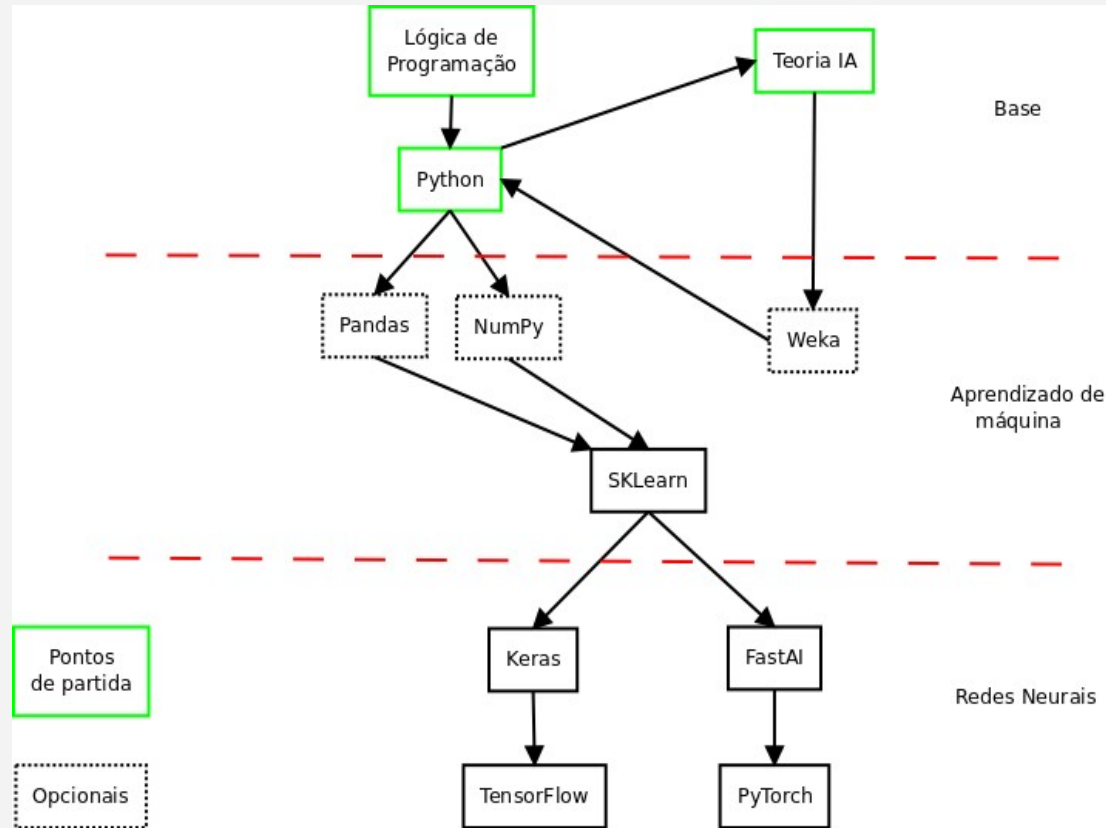 Lógica de
Programação
Teoria IA
Base
Python
Pandas
NumPy
Weka
Aprendizado de
máquina
SKLearn
Pontos
de partida
Keras
FastAI
Redes Neurais
Opcionais
TensorFlow
PyTorch